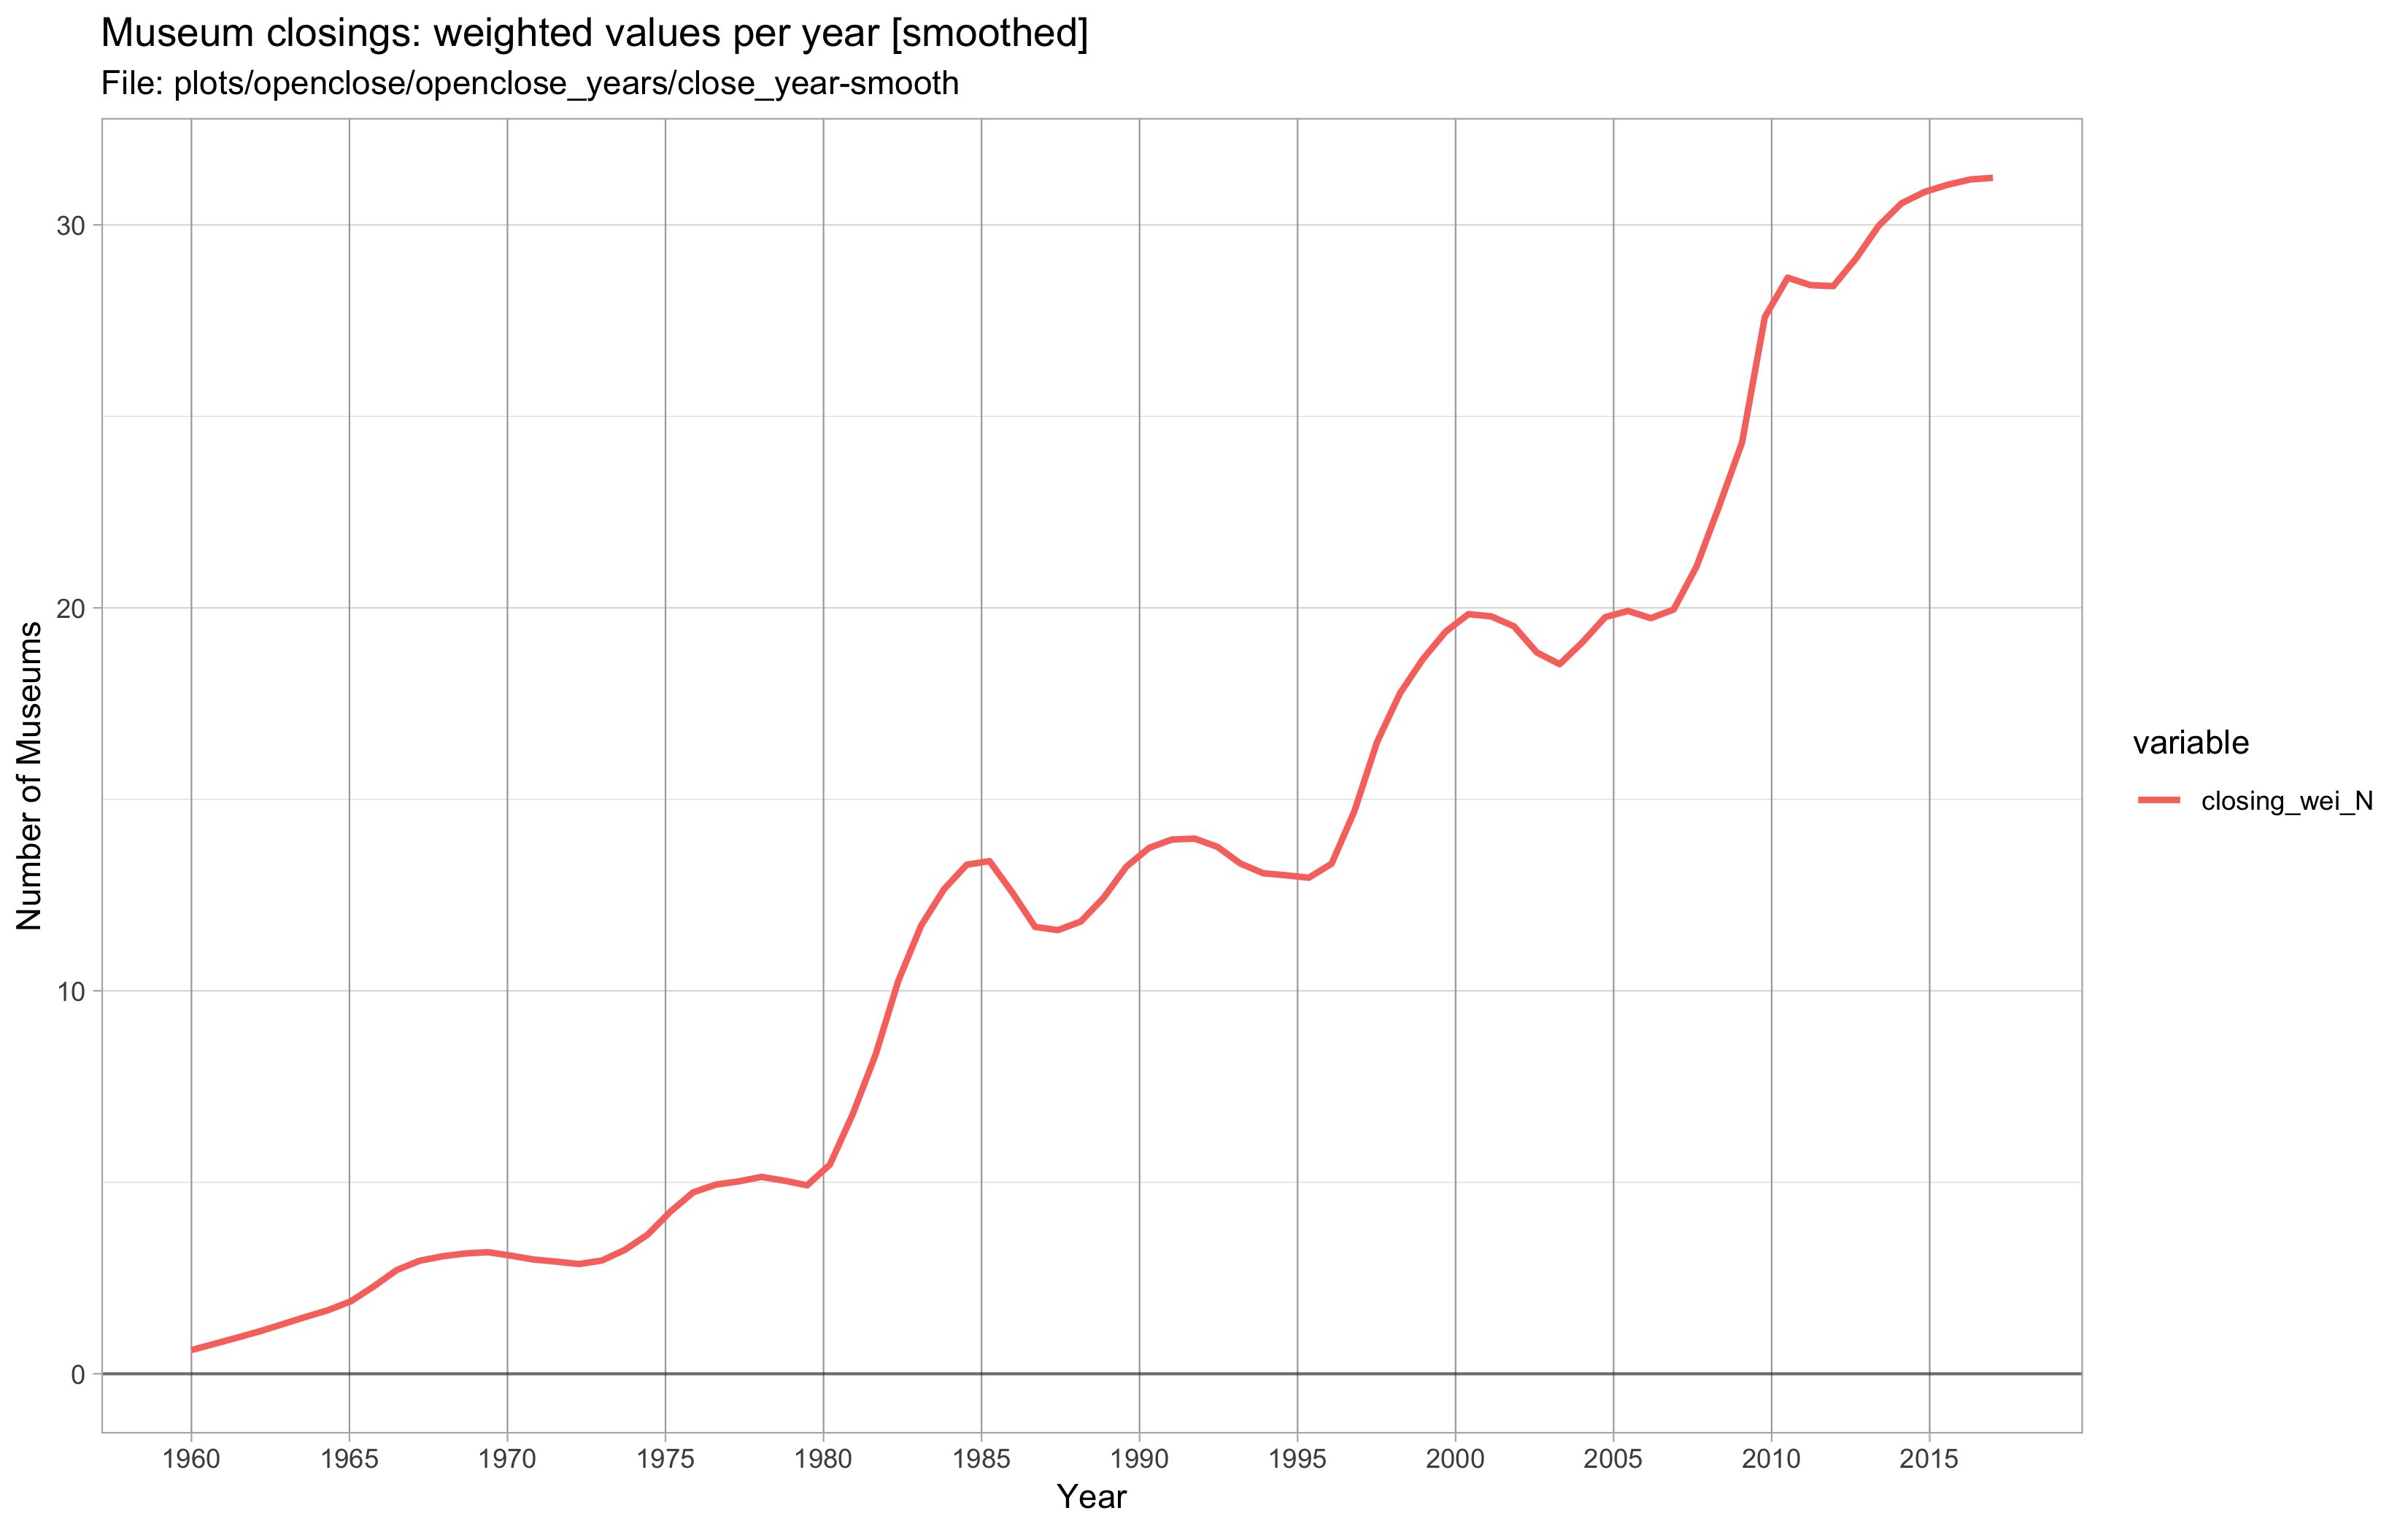 Museum closings: weighted values per year [smoothed]
File: plots/openclose/openclose_years/close_year-smooth
Number of Museums
30
20
10
0
1960 1965 1970 1975 1980 1985 1990 1995 2000 2005 2010 2015
Year
variable
closing_wei_N